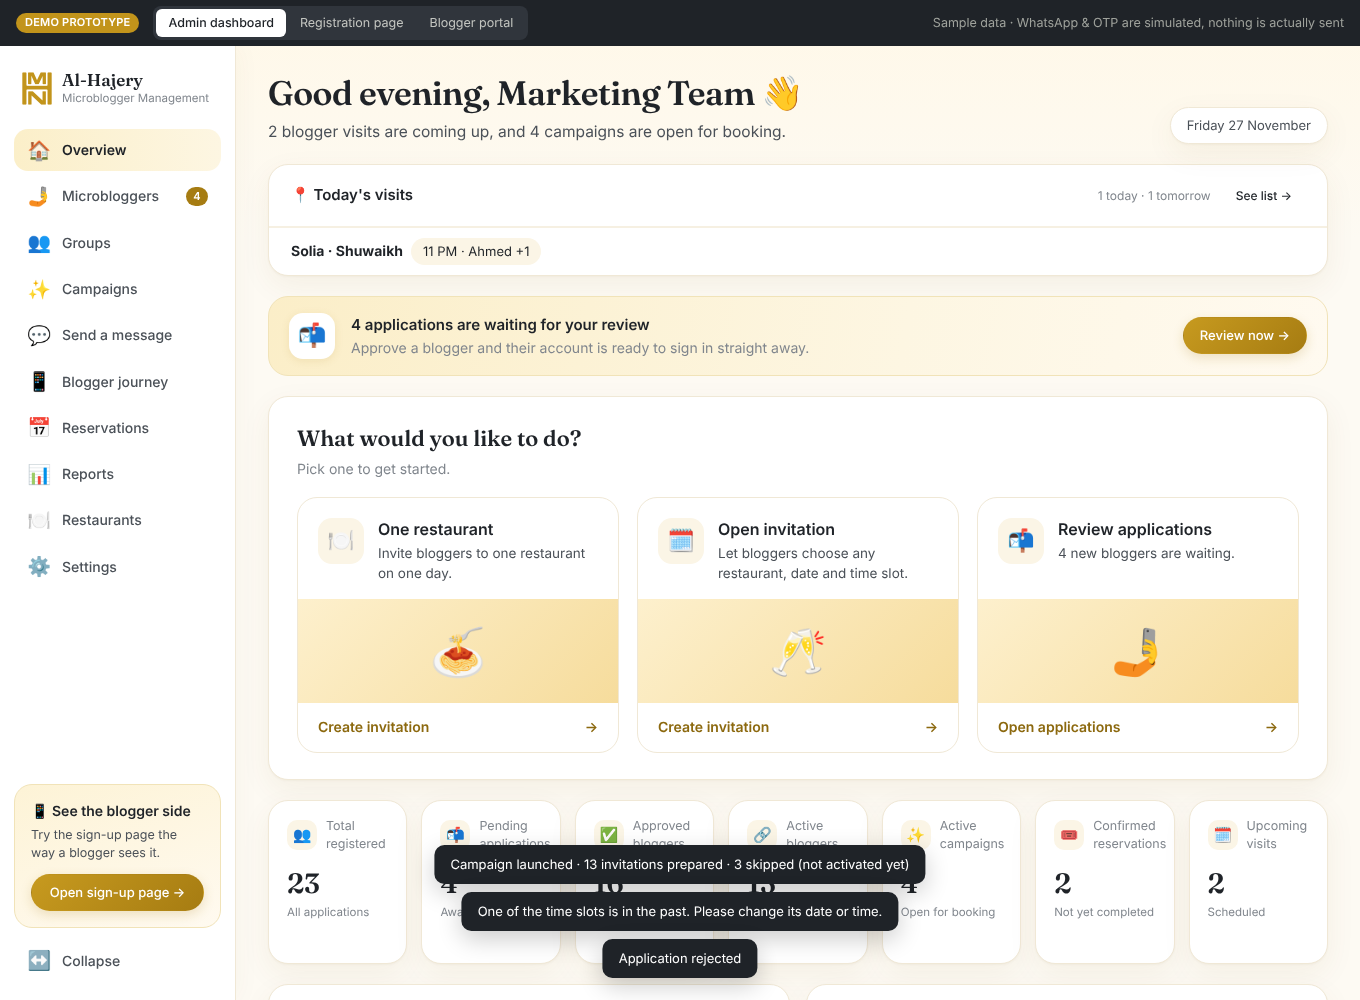 DEMO PROTOTYPE
Admin dashboard
Registration page
Blogger portal
Sample data · WhatsApp & OTP are simulated, nothing is actually sent
Al-Hajery
Microblogger Management
Overview
Microbloggers 4
Groups
Campaigns
Send a message
Blogger journey
Reservations
Reports
Restaurants
Settings
See the blogger side
Try the sign-up page the
way a blogger sees it.
Open sign-up page →
Collapse
Good evening, Marketing Team
2 blogger visits are coming up, and 4 campaigns are open for booking.
Friday 27 November
Today's visits
1 today · 1 tomorrow
See list →
Solia · Shuwaikh
11 PM · Ahmed +1
4 applications are waiting for your review
Approve a blogger and their account is ready to sign in straight away.
Review now →
What would you like to do?
Pick one to get started.
One restaurant
Invite bloggers to one restaurant
on one day.
Create invitation →
Open invitation
Let bloggers choose any
restaurant, date and time slot.
Create invitation →
Review applications
4 new bloggers are waiting.
Open applications →
Total
registered
23
All applications
Pending
applications
4
Approved
bloggers
16
Active
bloggers
13
Active
campaigns
4
Open for booking
Confirmed
reservations
2
Not yet completed
Upcoming
visits
2
Scheduled
Campaign launched · 13 invitations prepared · 3 skipped (not activated yet)
One of the time slots is in the past. Please change its date or time.
Application rejected